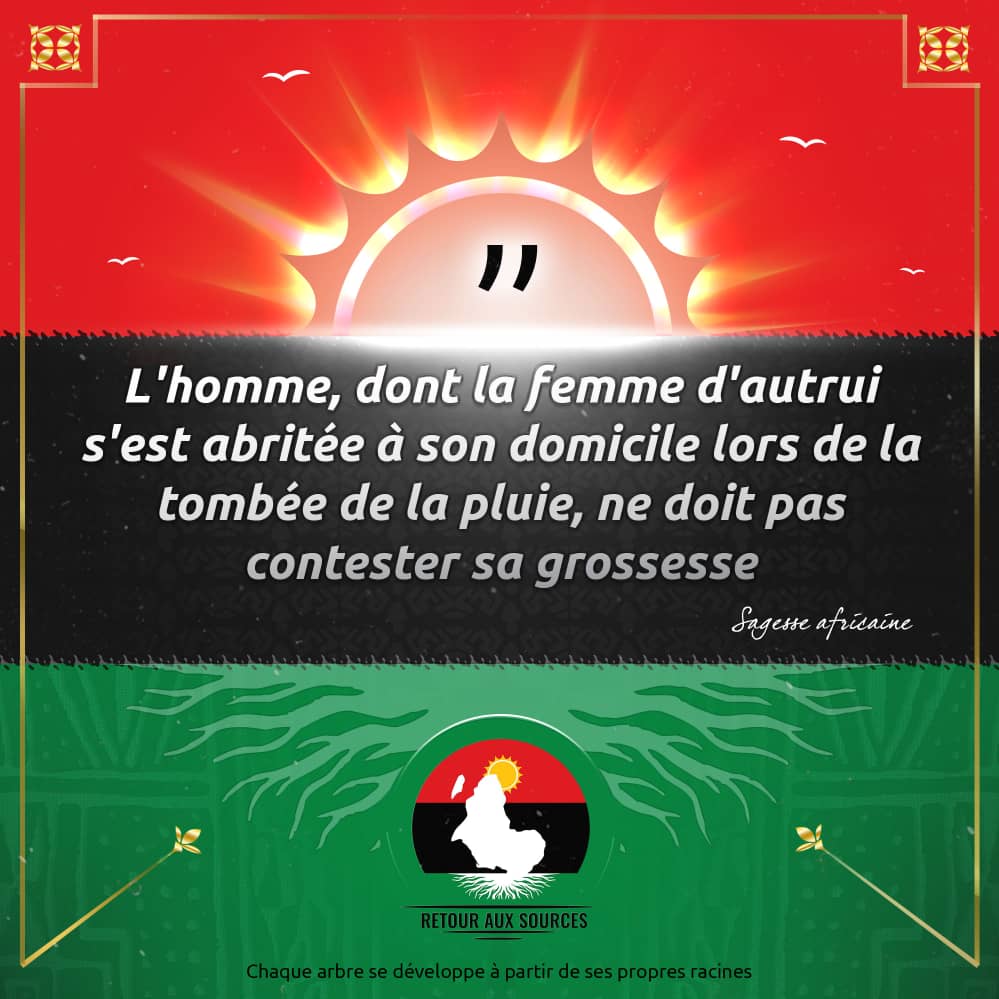 "
L'homme, dont la femme d'autrui
s'est abritée à son domicile lors de la
tombée de la pluie, ne doit pas
contester sa grossesse
Sagesse africaine
RETOUR AUX SOURCES
Chaque arbre se développe à partir de ses propres racines